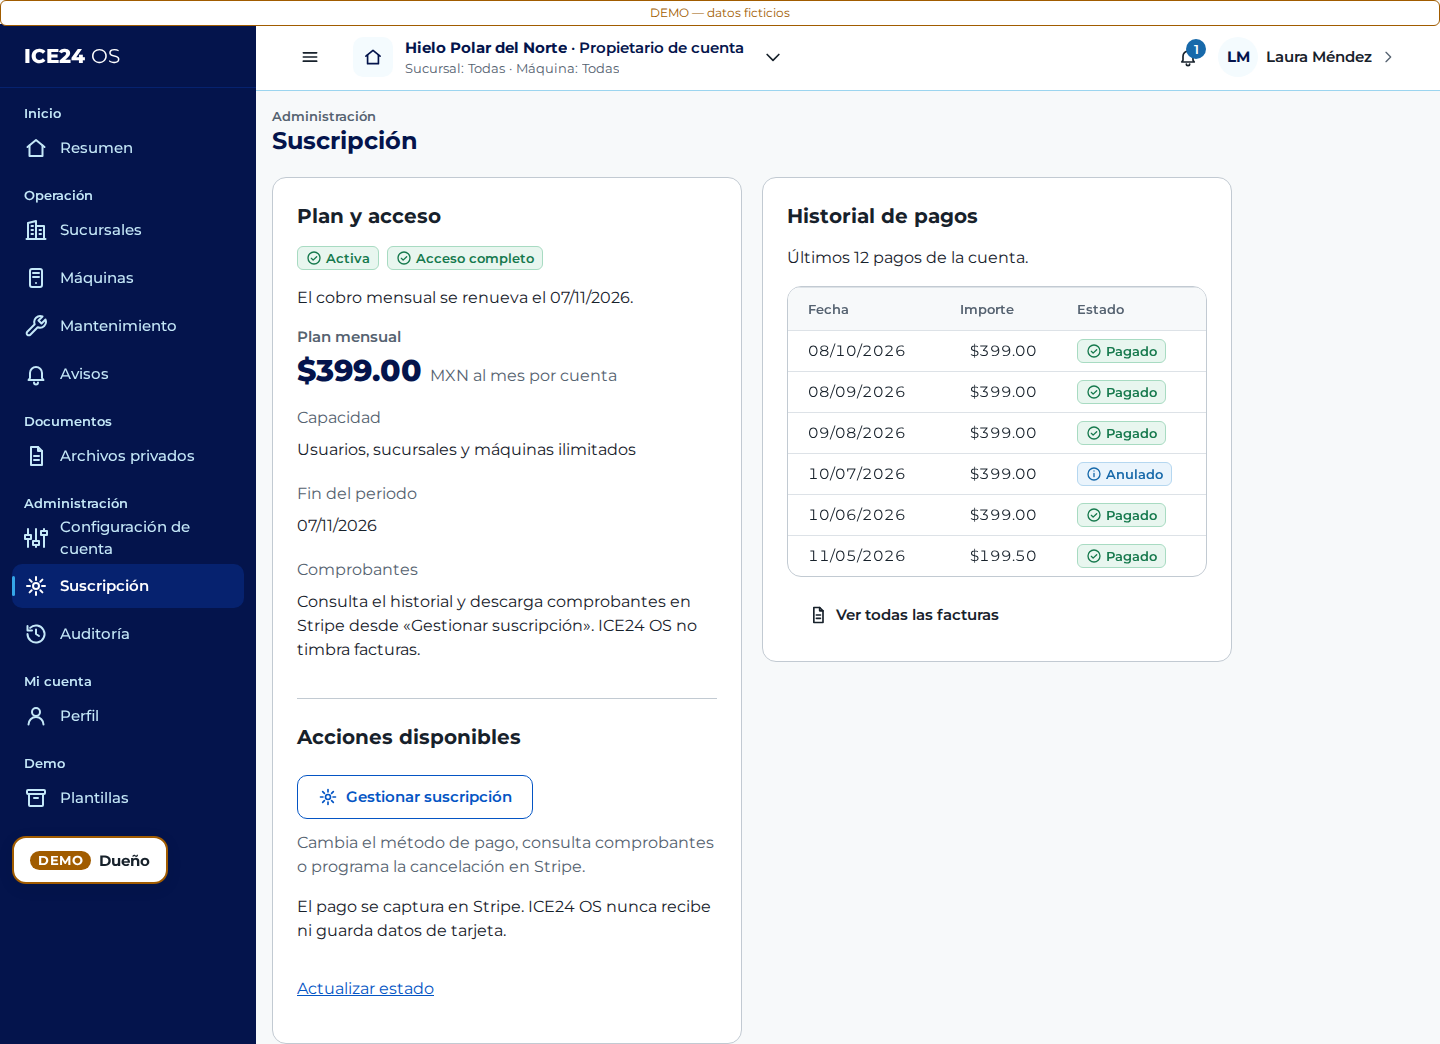 DEMO — datos ficticios
ICE24 OS
Inicio
Resumen
Operación
Sucursales
Máquinas
Mantenimiento
Avisos
Documentos
Archivos privados
Administración
Configuración de
cuenta
Suscripción
Auditoría
Mi cuenta
Perfil
Demo
Plantillas
DEMO Dueño
Hielo Polar del Norte · Propietario de cuenta
Sucursal: Todas · Máquina: Todas
1
LM Laura Méndez
Administración
Suscripción
Plan y acceso
Activa Acceso completo
El cobro mensual se renueva el 07/11/2026.
Plan mensual
$399.00 MXN al mes por cuenta
Capacidad
Usuarios, sucursales y máquinas ilimitados
Fin del periodo
07/11/2026
Comprobantes
Consulta el historial y descarga comprobantes en
Stripe desde «Gestionar suscripción». ICE24 OS no
timbra facturas.
Acciones disponibles
Gestionar suscripción
Cambia el método de pago, consulta comprobantes
o programa la cancelación en Stripe.
El pago se captura en Stripe. ICE24 OS nunca recibe
ni guarda datos de tarjeta.
Actualizar estado
Historial de pagos
Últimos 12 pagos de la cuenta.
Fecha Importe Estado
08/10/2026 $399.00 Pagado
08/09/2026 $399.00 Pagado
09/08/2026 $399.00 Pagado
10/07/2026 $399.00 Anulado
10/06/2026 $399.00 Pagado
11/05/2026 $199.50 Pagado
Ver todas las facturas